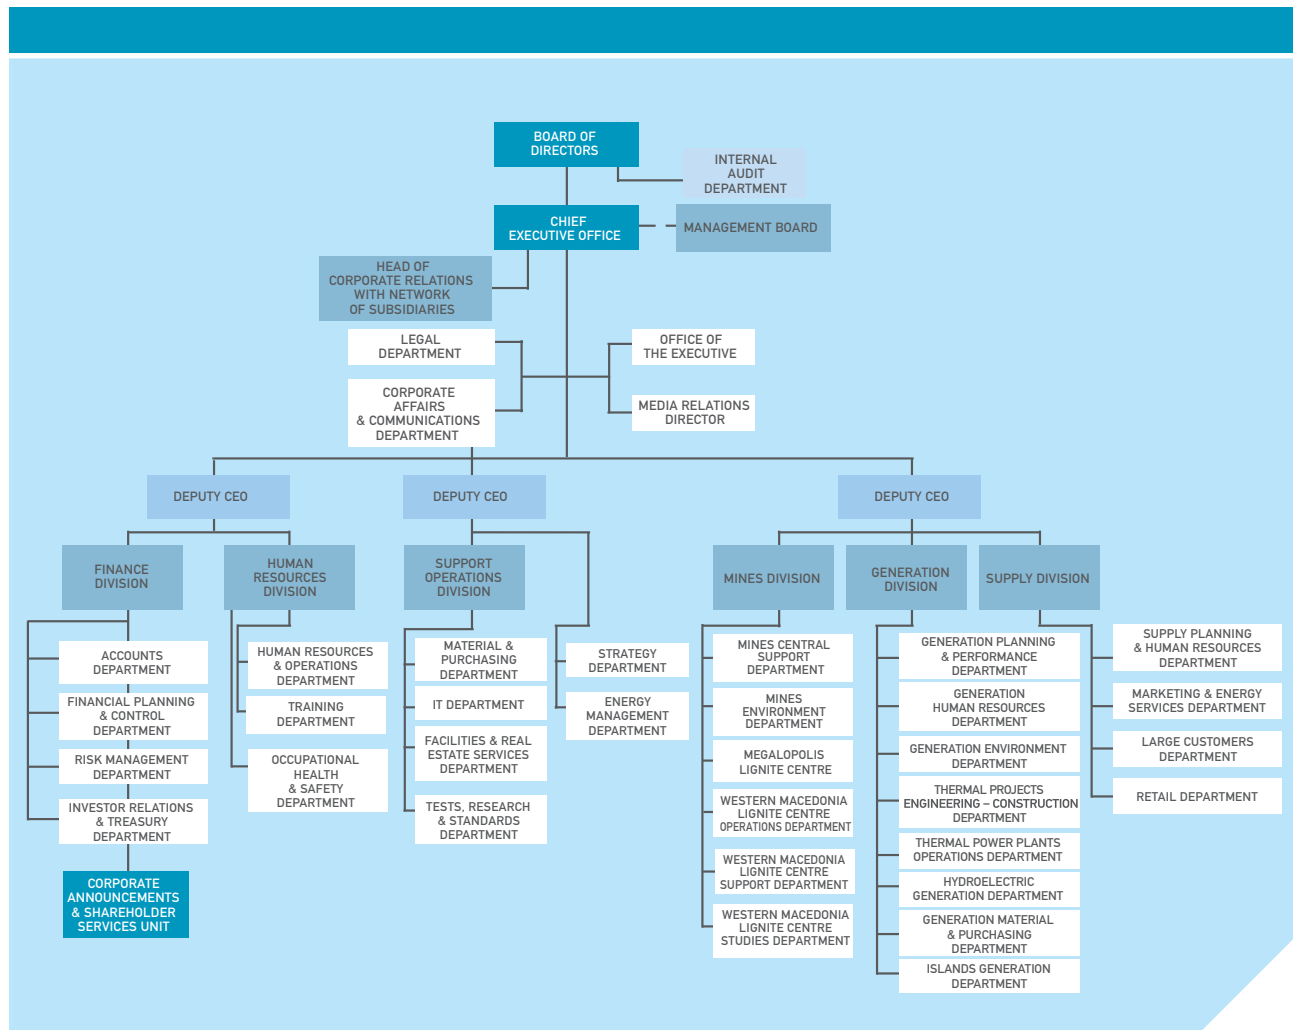 BOARD OF
DIRECTORS
INTERNAL
AUDIT
DEPARTMENT
CHIEF
EXECUTIVE OFFICE
MANAGEMENT BOARD
HEAD OF
CORPORATE RELATIONS
WITH NETWORK
OF SUBSIDIARIES
LEGAL
DEPARTMENT
OFFICE OF
THE EXECUTIVE
CORPORATE
AFFAIRS
& COMMUNICATIONS
DEPARTMENT
MEDIA RELATIONS
DIRECTOR
DEPUTY CEO
DEPUTY CEO
DEPUTY CEO
FINANCE
DIVISION
HUMAN
RESOURCES
DIVISION
SUPPORT
OPERATIONS
DIVISION
MINES DIVISION
GENERATION
DIVISION
SUPPLY DIVISION
ACCOUNTS
DEPARTMENT
FINANCIAL PLANNING
& CONTROL
DEPARTMENT
RISK MANAGEMENT
DEPARTMENT
INVESTOR RELATIONS
& TREASURY
DEPARTMENT
CORPORATE
ANNOUNCEMENTS
& SHAREHOLDER
SERVICES UNIT
HUMAN RESOURCES
& OPERATIONS
DEPARTMENT
TRAINING
DEPARTMENT
OCCUPATIONAL
HEALTH
& SAFETY
DEPARTMENT
MATERIAL &
PURCHASING
DEPARTMENT
IT DEPARTMENT
FACILITIES & REAL
ESTATE SERVICES
DEPARTMENT
TESTS, RESEARCH
& STANDARDS
DEPARTMENT
STRATEGY
DEPARTMENT
ENERGY
MANAGEMENT
DEPARTMENT
MINES CENTRAL
SUPPORT
DEPARTMENT
MINES
ENVIRONMENT
DEPARTMENT
MEGALOPOLIS
LIGNITE CENTRE
WESTERN MACEDONIA
LIGNITE CENTRE
OPERATIONS DEPARTMENT
WESTERN MACEDONIA
LIGNITE CENTRE
SUPPORT DEPARTMENT
WESTERN MACEDONIA
LIGNITE CENTRE
STUDIES DEPARTMENT
GENERATION PLANNING
& PERFORMANCE
DEPARTMENT
GENERATION
HUMAN RESOURCES
DEPARTMENT
GENERATION ENVIRONMENT
DEPARTMENT
THERMAL PROJECTS
ENGINEERING – CONSTRUCTION
DEPARTMENT
THERMAL POWER PLANTS
OPERATIONS DEPARTMENT
HYDROELECTRIC
GENERATION DEPARTMENT
GENERATION MATERIAL
& PURCHASING
DEPARTMENT
ISLANDS GENERATION
DEPARTMENT
SUPPLY PLANNING
& HUMAN RESOURCES
DEPARTMENT
MARKETING & ENERGY
SERVICES DEPARTMENT
LARGE CUSTOMERS
DEPARTMENT
RETAIL DEPARTMENT